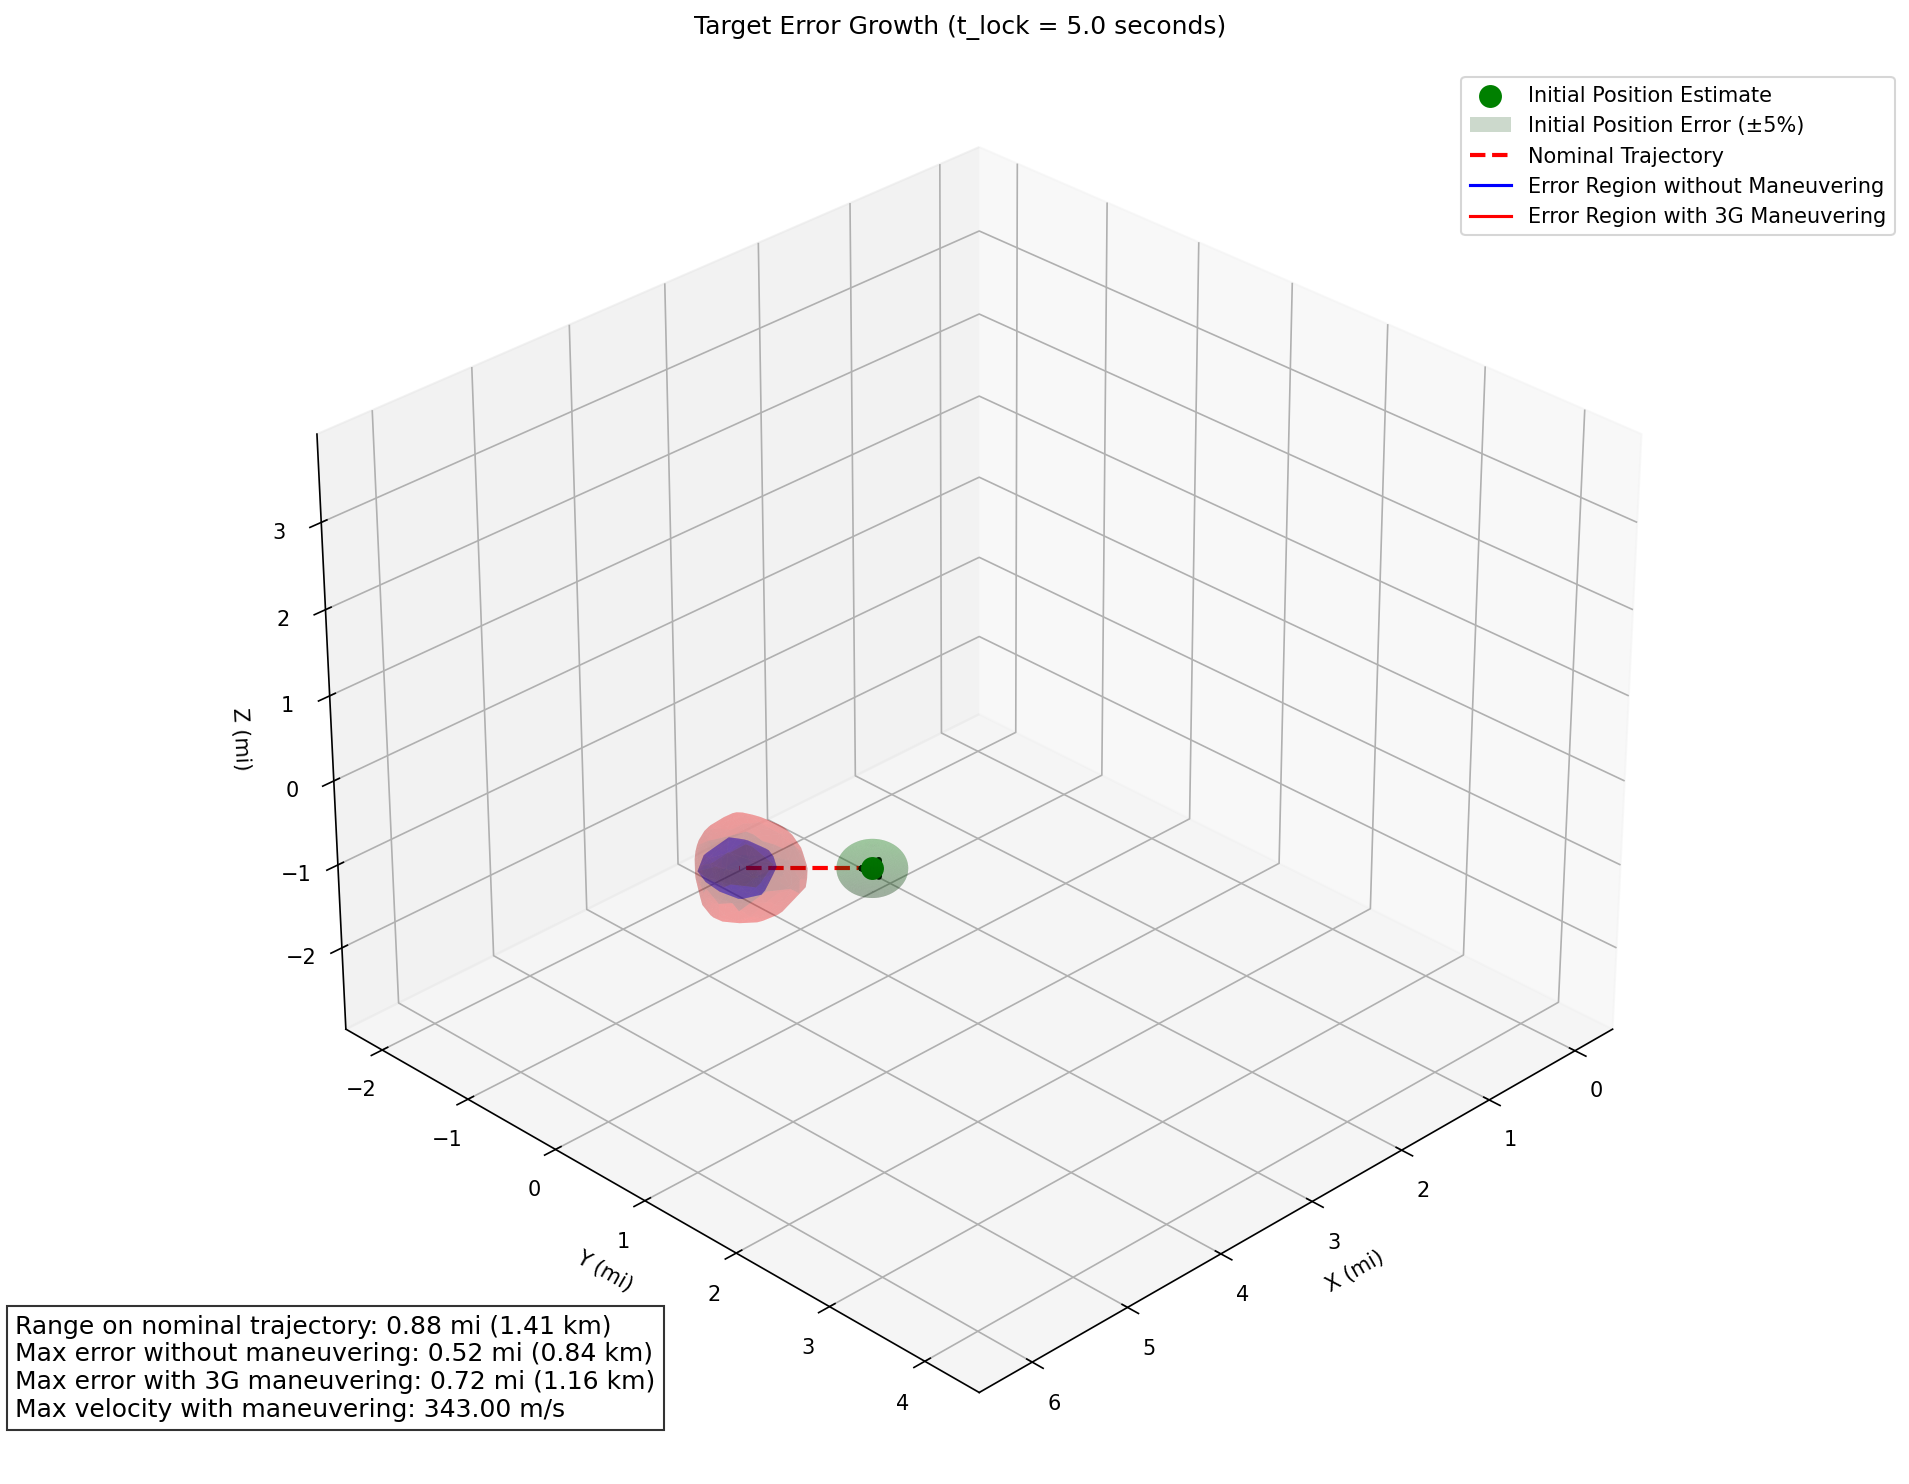 Target Error Growth (t_lock = 5.0 seconds)
Initial Position Estimate
Initial Position Error (±5%)
Nominal Trajectory
Error Region without Maneuvering
Error Region with 3G Maneuvering
3
2
1
0
−1
−2
Z (mi)
−2
−1
0
1
2
3
4
Y (mi)
0
1
2
3
4
5
6
X (mi)
Range on nominal trajectory: 0.88 mi (1.41 km)
Max error without maneuvering: 0.52 mi (0.84 km)
Max error with 3G maneuvering: 0.72 mi (1.16 km)
Max velocity with maneuvering: 343.00 m/s